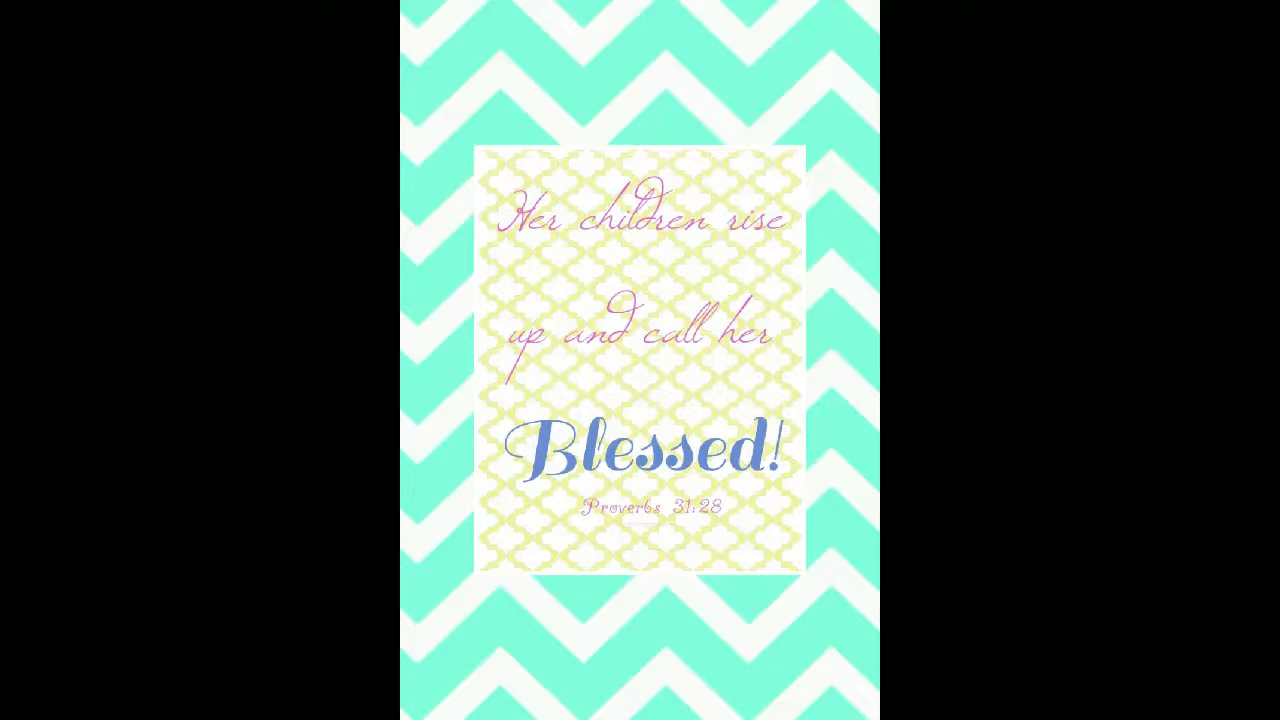 Her children rise
up and call her
Blessed!
Proverbs 31:28